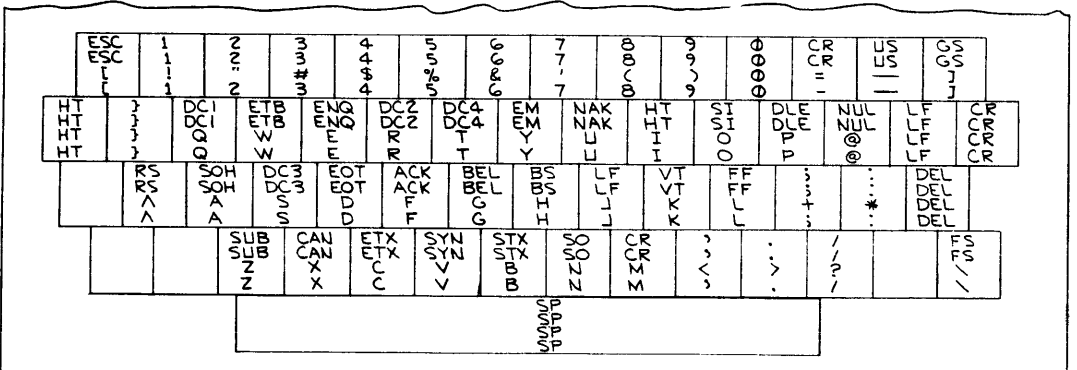 ESC 1 2 3 4 5 6 7 8 9 0 CR US GS
ESC 1 2 3 4 5 6 7 8 9 0 CR US GS
[ ! " # $ % & ' ( ) 0 = — ]
[ 1 2 3 4 5 6 7 8 9 0 - ]
HT } DC1 ETB ENQ DC2 DC4 EM NAK HT SI DLE NUL LF CR
HT } DC1 ETB ENQ DC2 DC4 EM NAK HT SI DLE NUL LF CR
HT } Q W E R T Y U I O P @ LF CR
HT } Q W E R T Y U I O P @ LF CR
RS SOH DC3 EOT ACK BEL BS LF VT FF ; : DEL
RS SOH DC3 EOT ACK BEL BS LF VT FF ; : DEL
^ A S D F G H J K L + * DEL
^ A S D F G H J K L ; : DEL
SUB CAN ETX SYN STX SO CR , . / FS
SUB CAN ETX SYN STX SO CR , . / FS
Z X C V B N M < > ? \
Z X C V B N M , . /
SP
SP
SP
SP